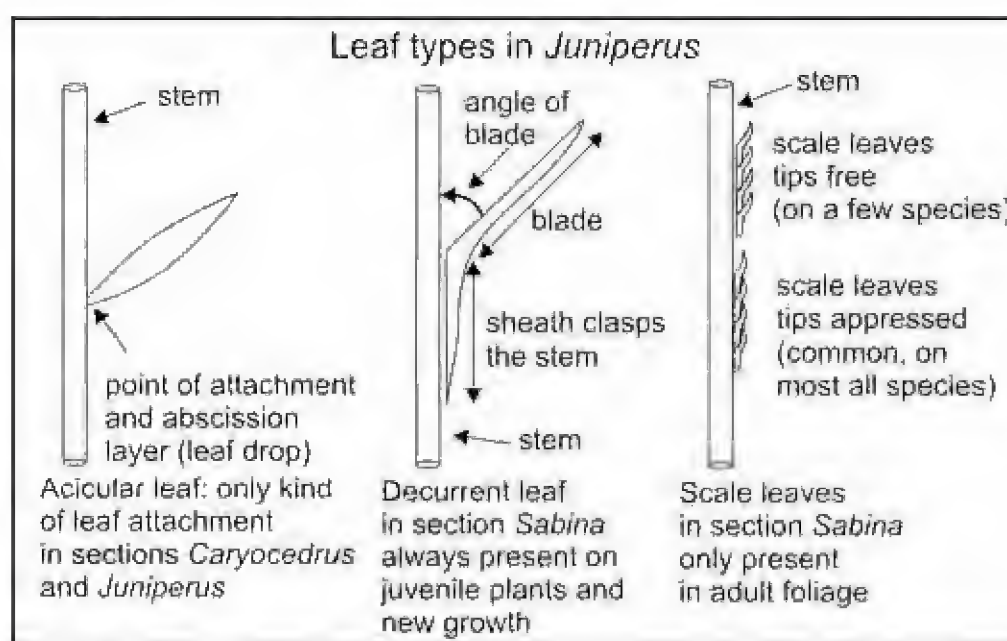 Leaf types in Juniperus
stem
point of attachment
and abscission
layer (leaf drop)
Acicular leaf: only kind
of leaf attachment
in sections Caryocedrus
and Juniperus
angle of
blade
blade
sheath clasps
the stem
stem
Decurrent leaf
in section Sabina
always present on
juvenile plants and
new growth
stem
scale leaves
tips free
(on a few species)
scale leaves
tips appressed
(common, on
most all species)
Scale leaves
in section Sabina
only present
in adult foliage